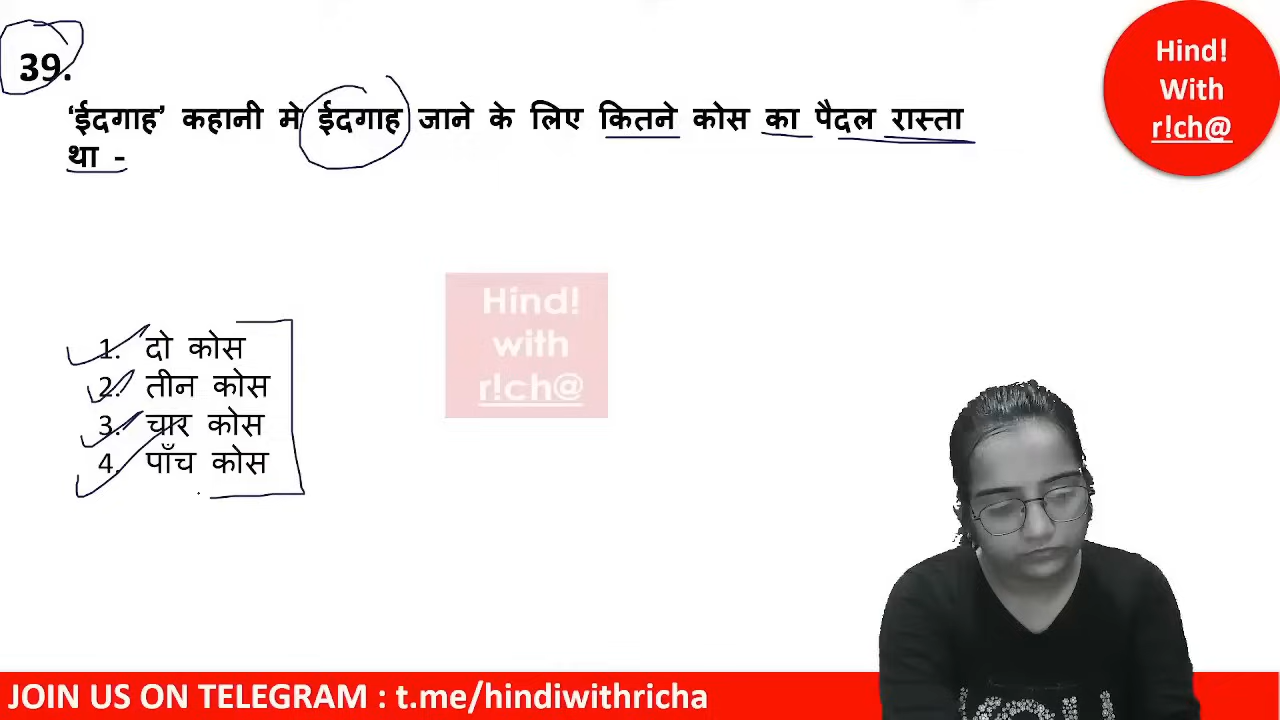 39.
‘ईदगाह’ कहानी मे ईदगाह जाने के लिए कितने कोस का पैदल रास्ता
था -
Hind!
With
r!ch@
Hind!
with
r!ch@
1. दो कोस
2. तीन कोस
3. चार कोस
4. पाँच कोस
YOU
JOIN US ON TELEGRAM : t.me/hindiwithricha